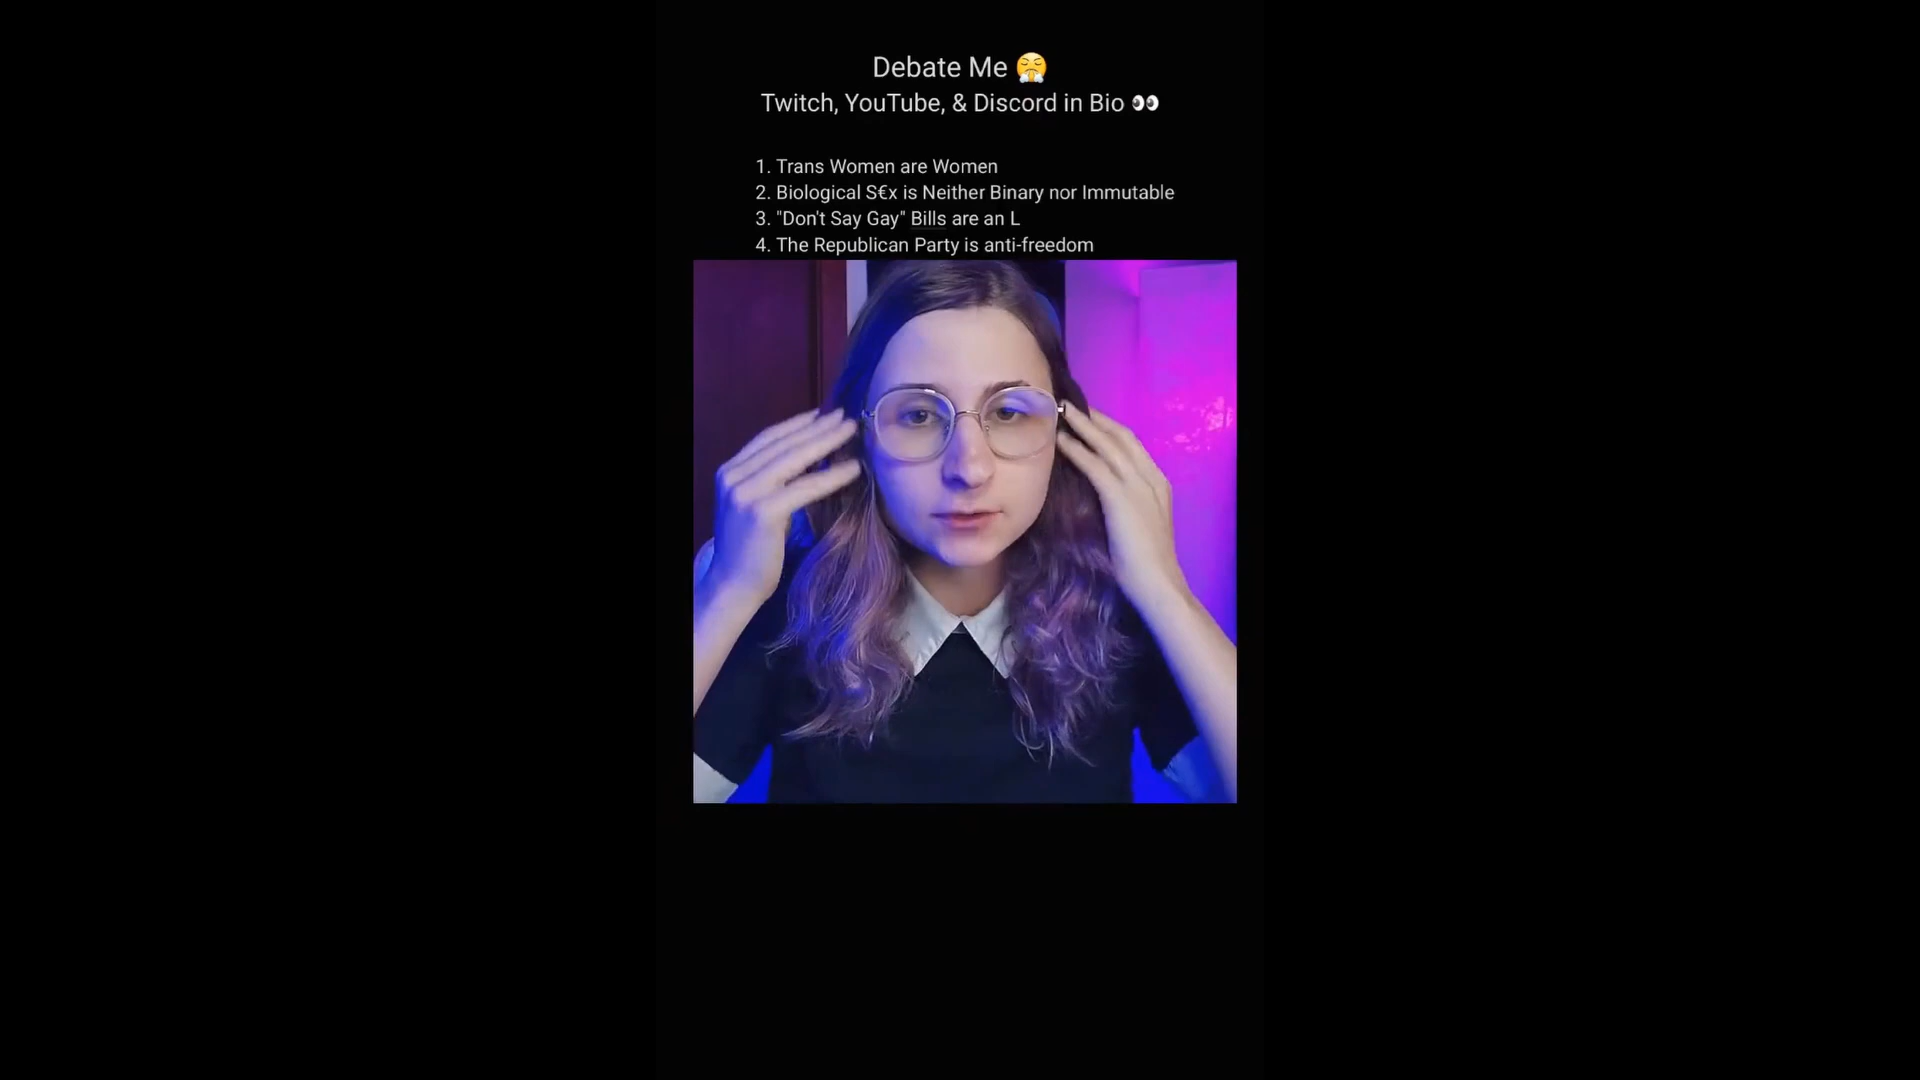 Debate Me 😤
Twitch, YouTube, & Discord in Bio 👀
1. Trans Women are Women
2. Biological S€x is Neither Binary nor Immutable
3. "Don't Say Gay" Bills are an L
4. The Republican Party is anti-freedom